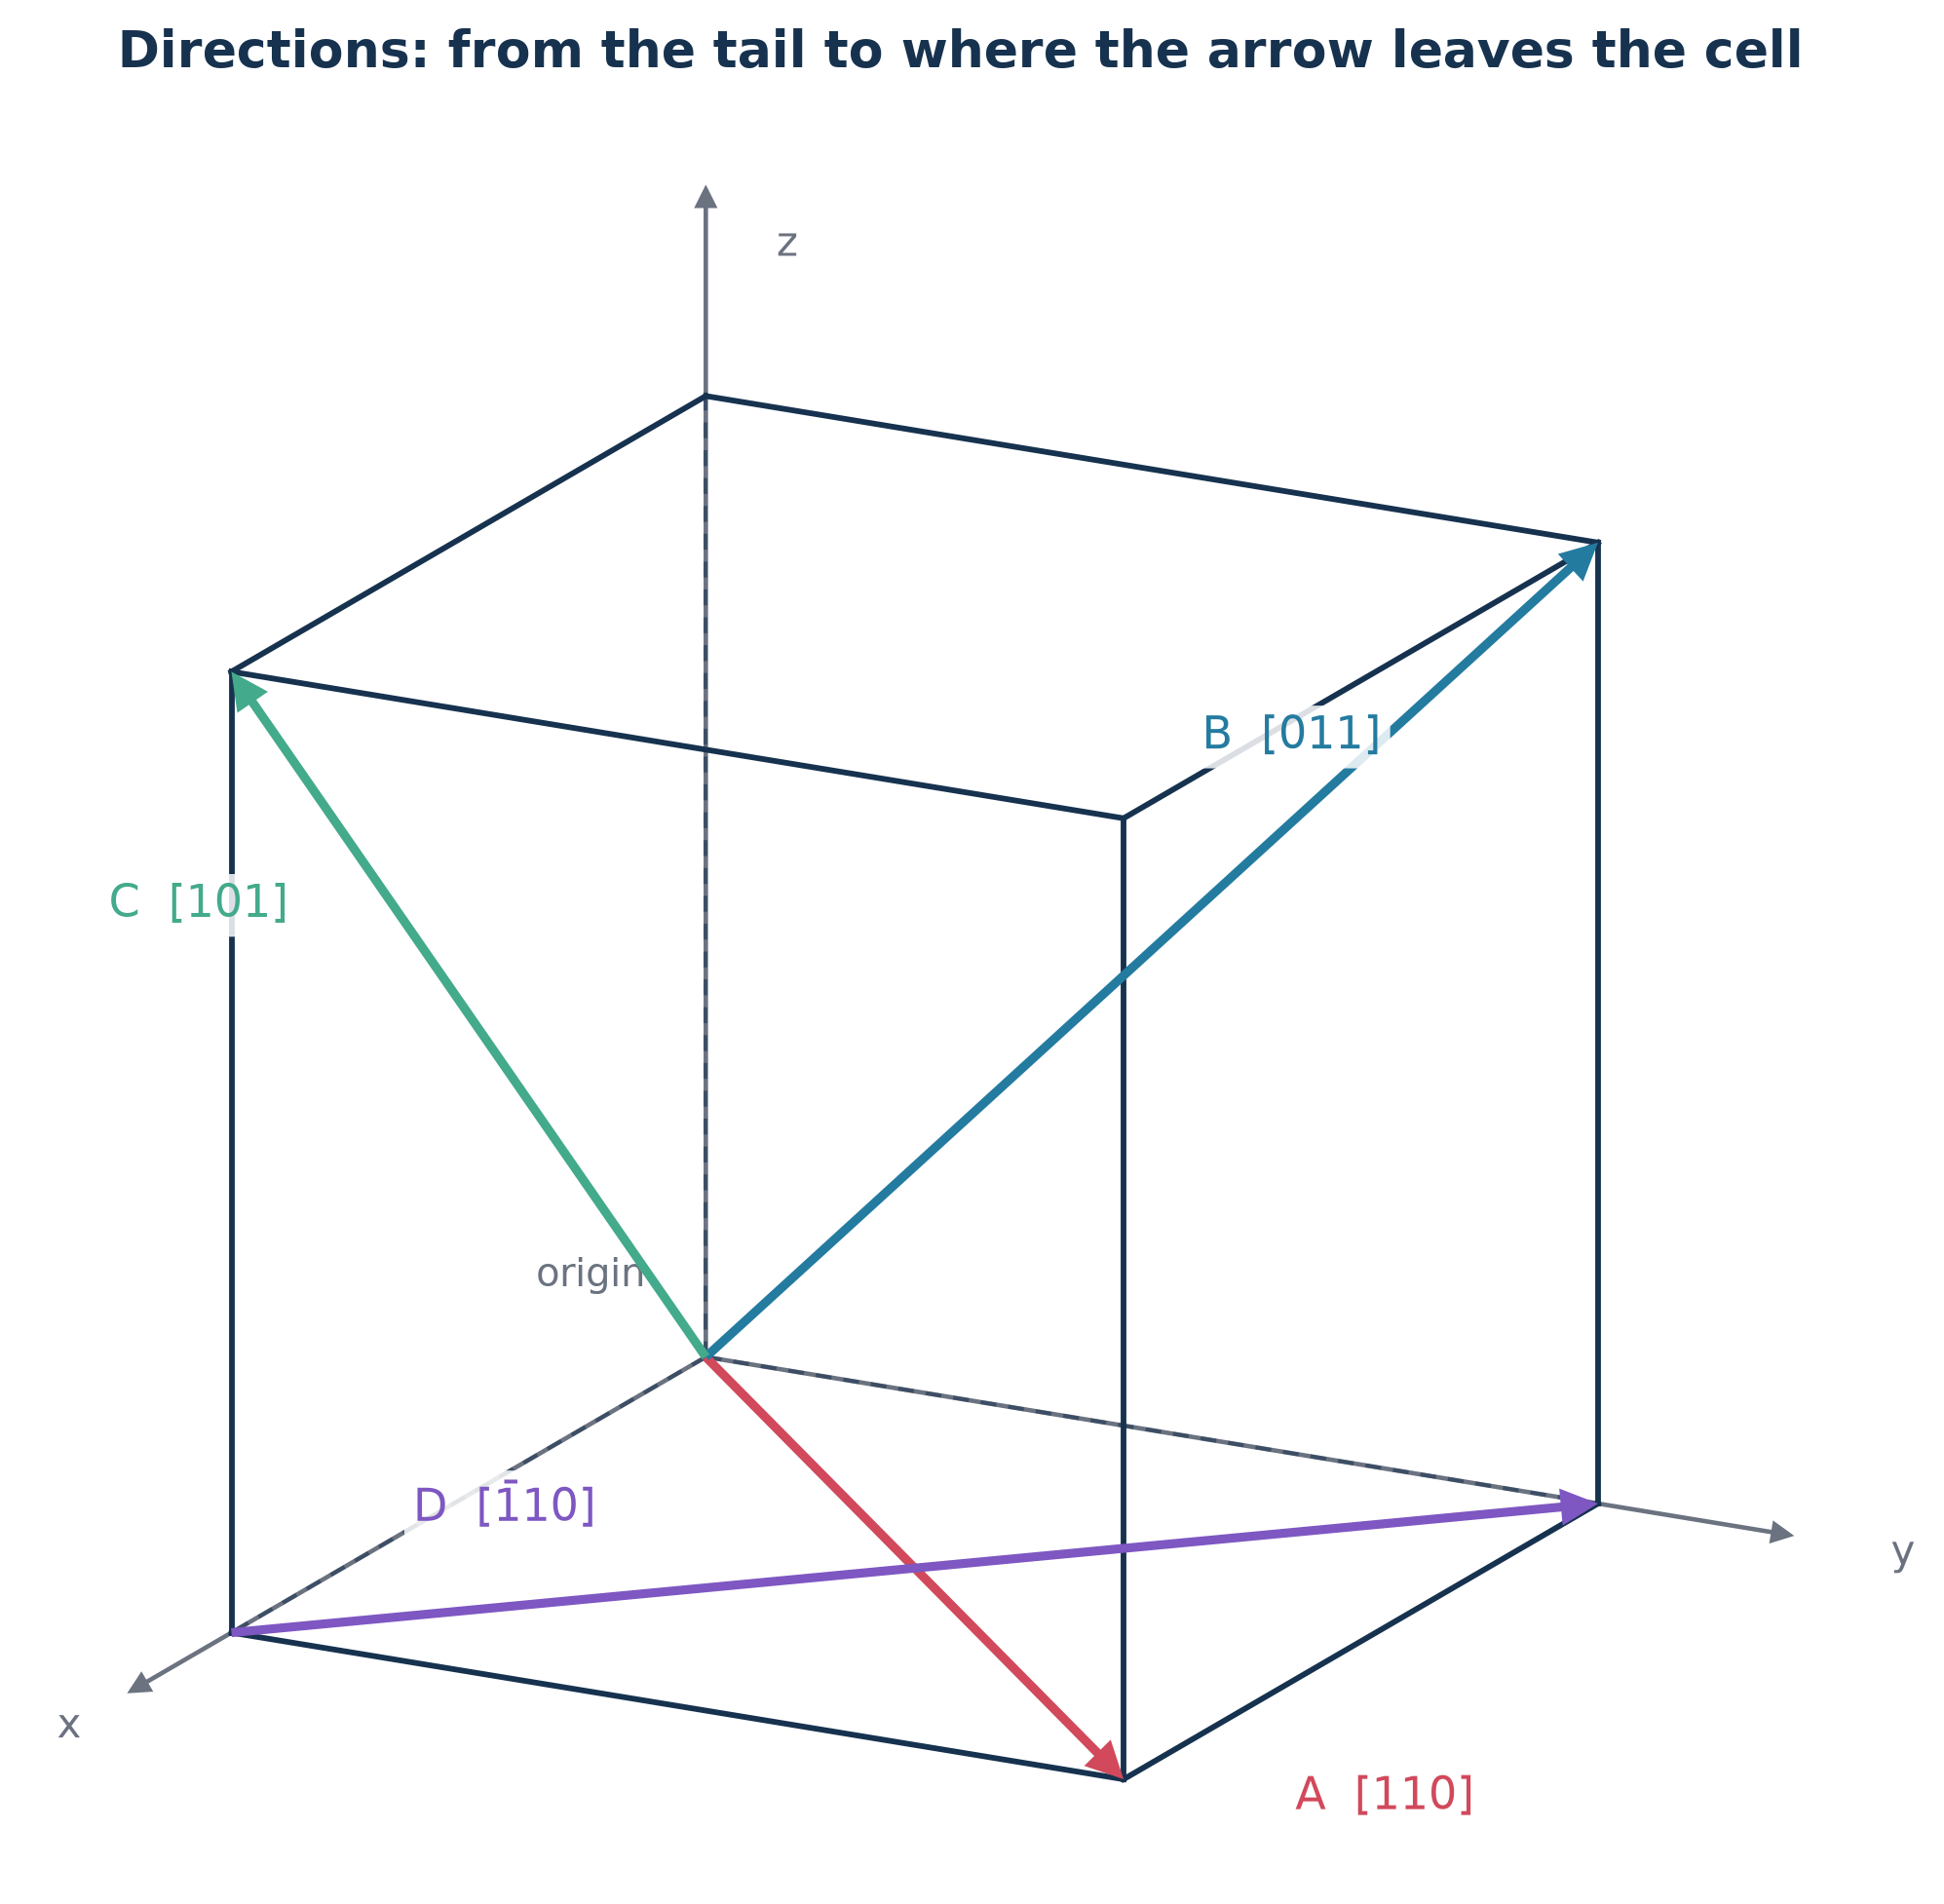 Directions: from the tail to where the arrow leaves the cell
z
B [011]
C [101]
origin
D [1̄10]
y
x
A [110]